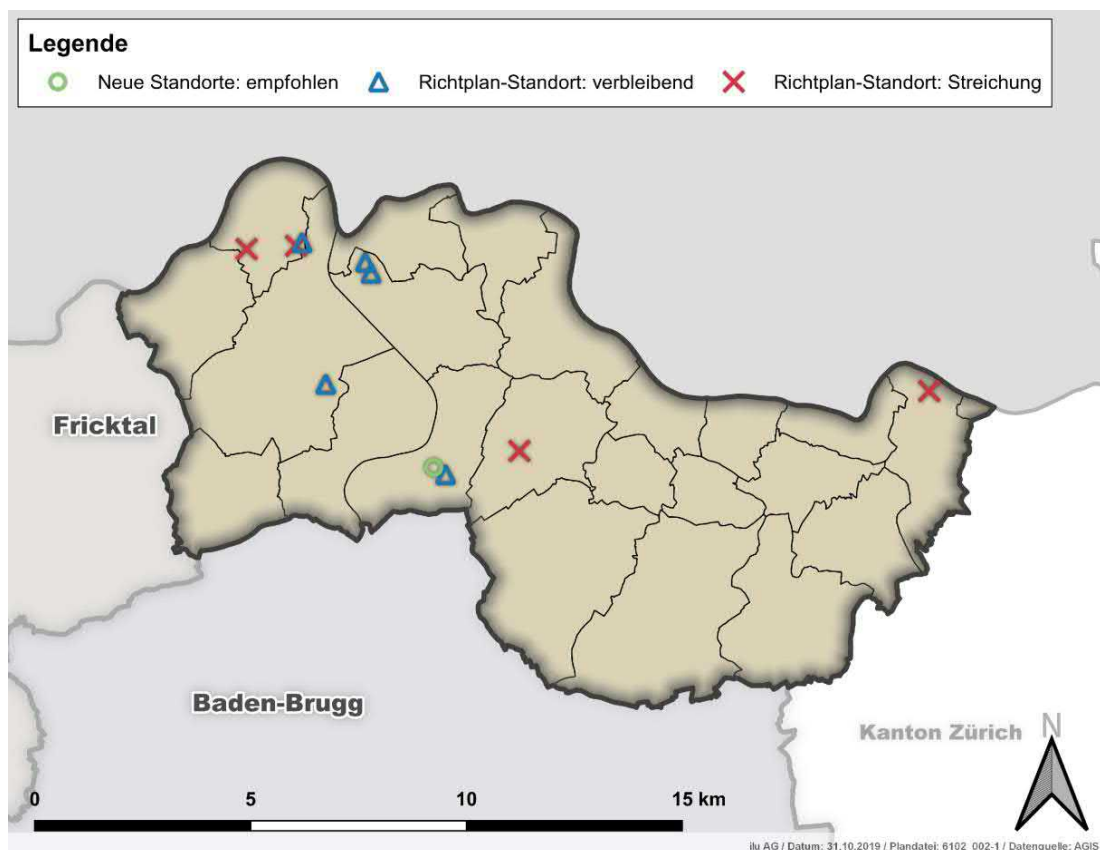 Legende
Neue Standorte: empfohlen Richtplan-Standort: verbleibend Richtplan-Standort: Streichung
Fricktal
Baden-Brugg
Kanton Zürich
N
0 5 10 15 km
ilu AG / Datum: 31.10.2019 / Plandatei: 6102_002-1 / Datenquelle: AGIS